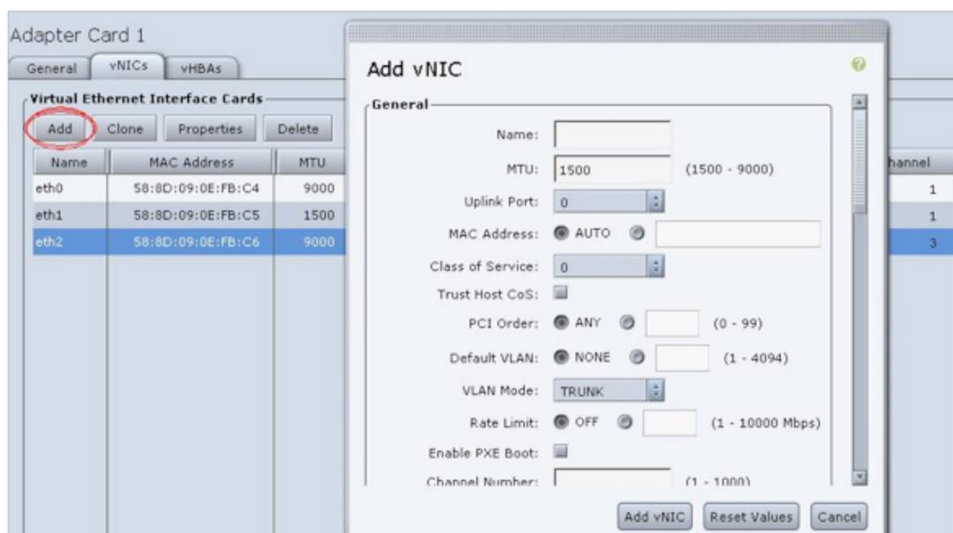 Adapter Card 1
General vNICs vHBAs
Virtual Ethernet Interface Cards
Add Clone Properties Delete
Name MAC Address MTU hannel
eth0 58:8D:09:0E:FB:C4 9000 1
eth1 58:8D:09:0E:FB:C5 1500 1
eth2 58:8D:09:0E:FB:C6 9000 3
Add vNIC
?
General
Name:
MTU: 1500 (1500 - 9000)
Uplink Port: 0
MAC Address: AUTO
Class of Service: 0
Trust Host CoS:
PCI Order: ANY (0 - 99)
Default VLAN: NONE (1 - 4094)
VLAN Mode: TRUNK
Rate Limit: OFF (1 - 10000 Mbps)
Enable PXE Boot:
Channel Number: (1 - 1000)
Add vNIC Reset Values Cancel